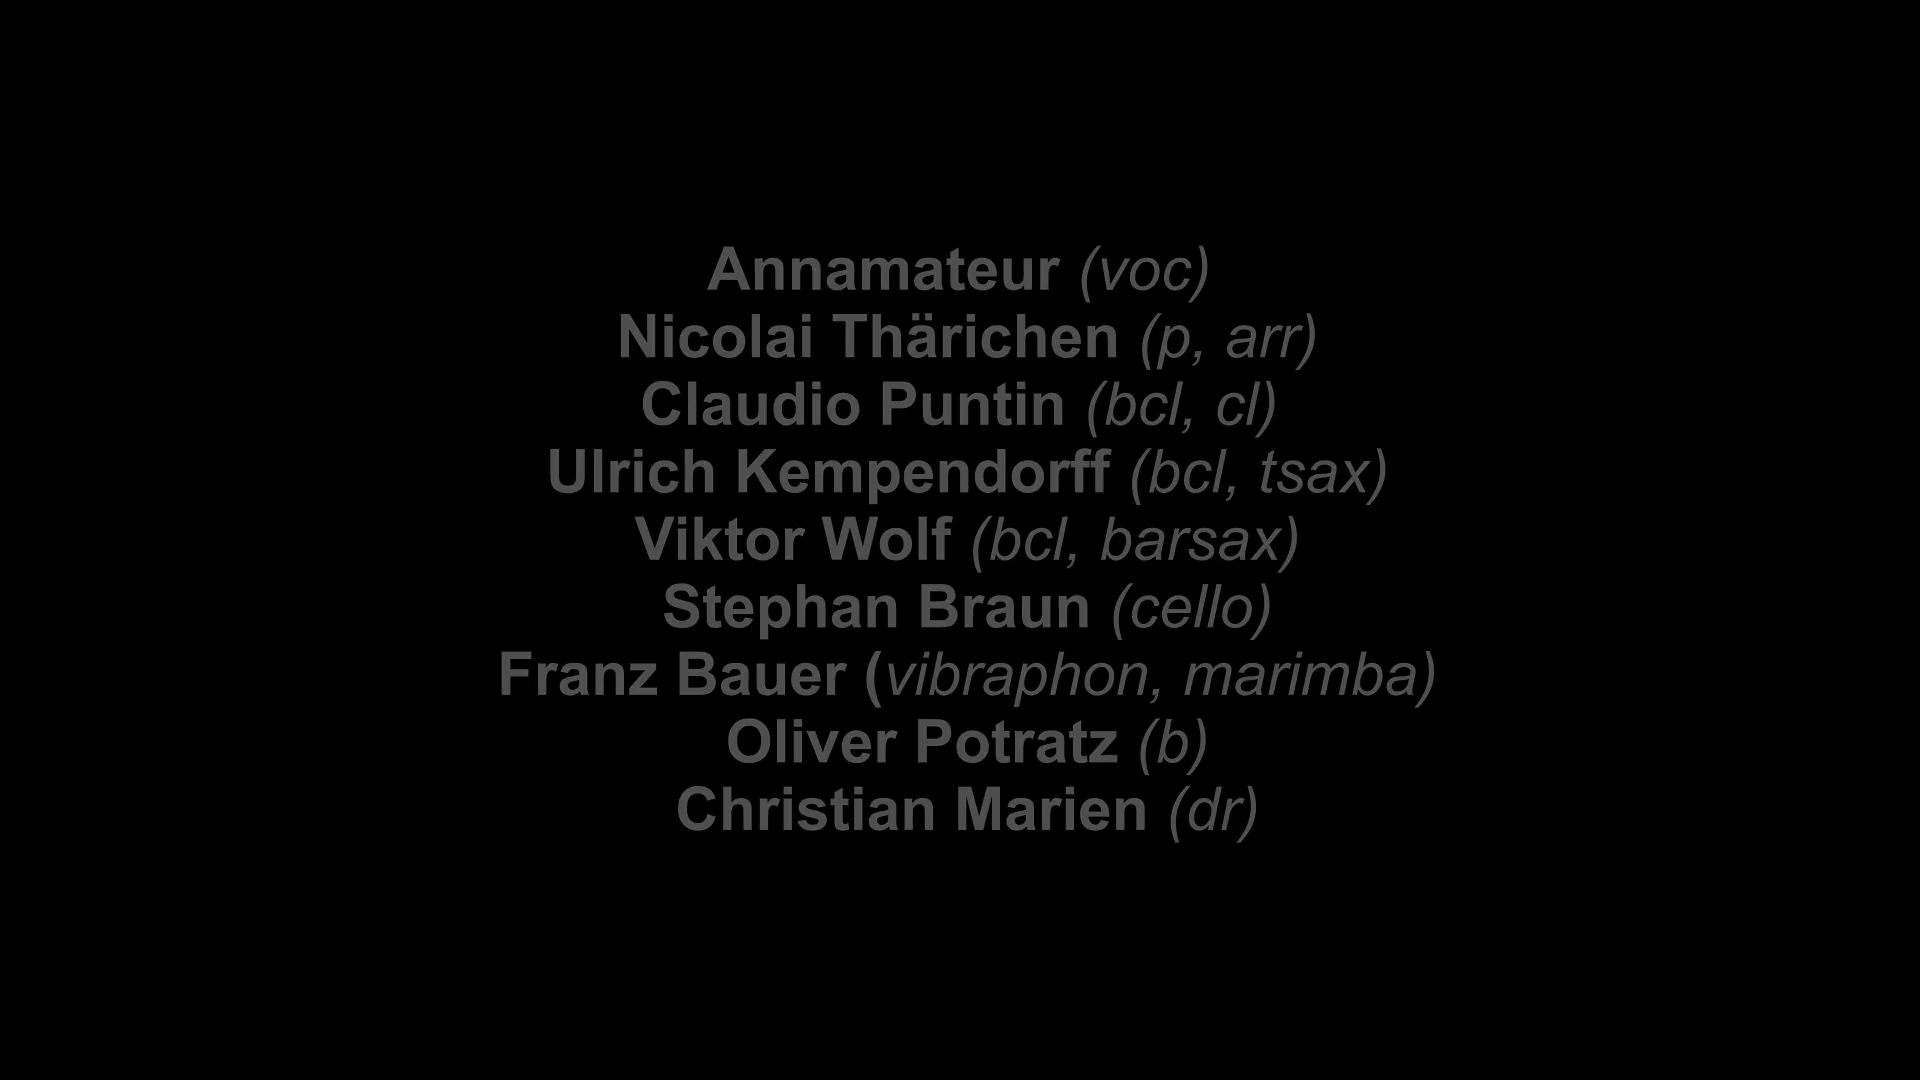 Annamateur (voc)
Nicolai Thärichen (p, arr)
Claudio Puntin (bcl, cl)
Ulrich Kempendorff (bcl, tsax)
Viktor Wolf (bcl, barsax)
Stephan Braun (cello)
Franz Bauer (vibraphon, marimba)
Oliver Potratz (b)
Christian Marien (dr)